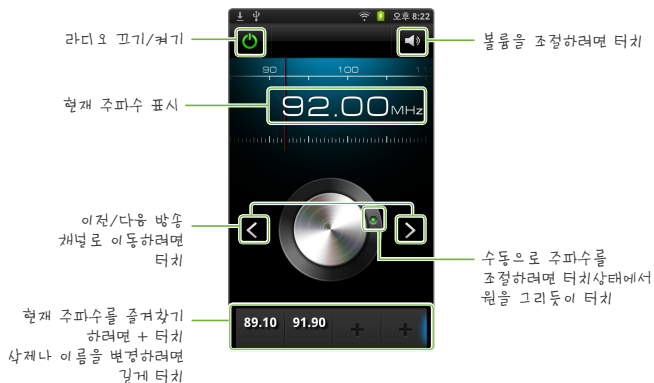 오후 8:22
라디오 끄기/켜기
볼륨을 조절하려면 터치
90 100 11
현재 주파수 표시
92.00MHz
이전/다음 방송
채널로 이동하려면
터치
수동으로 주파수를
조절하려면 터치상태에서
원을 그리듯이 터치
현재 주파수를 즐겨찾기
하려면 + 터치
삭제나 이름을 변경하려면
길게 터치
89.10 91.90 + +